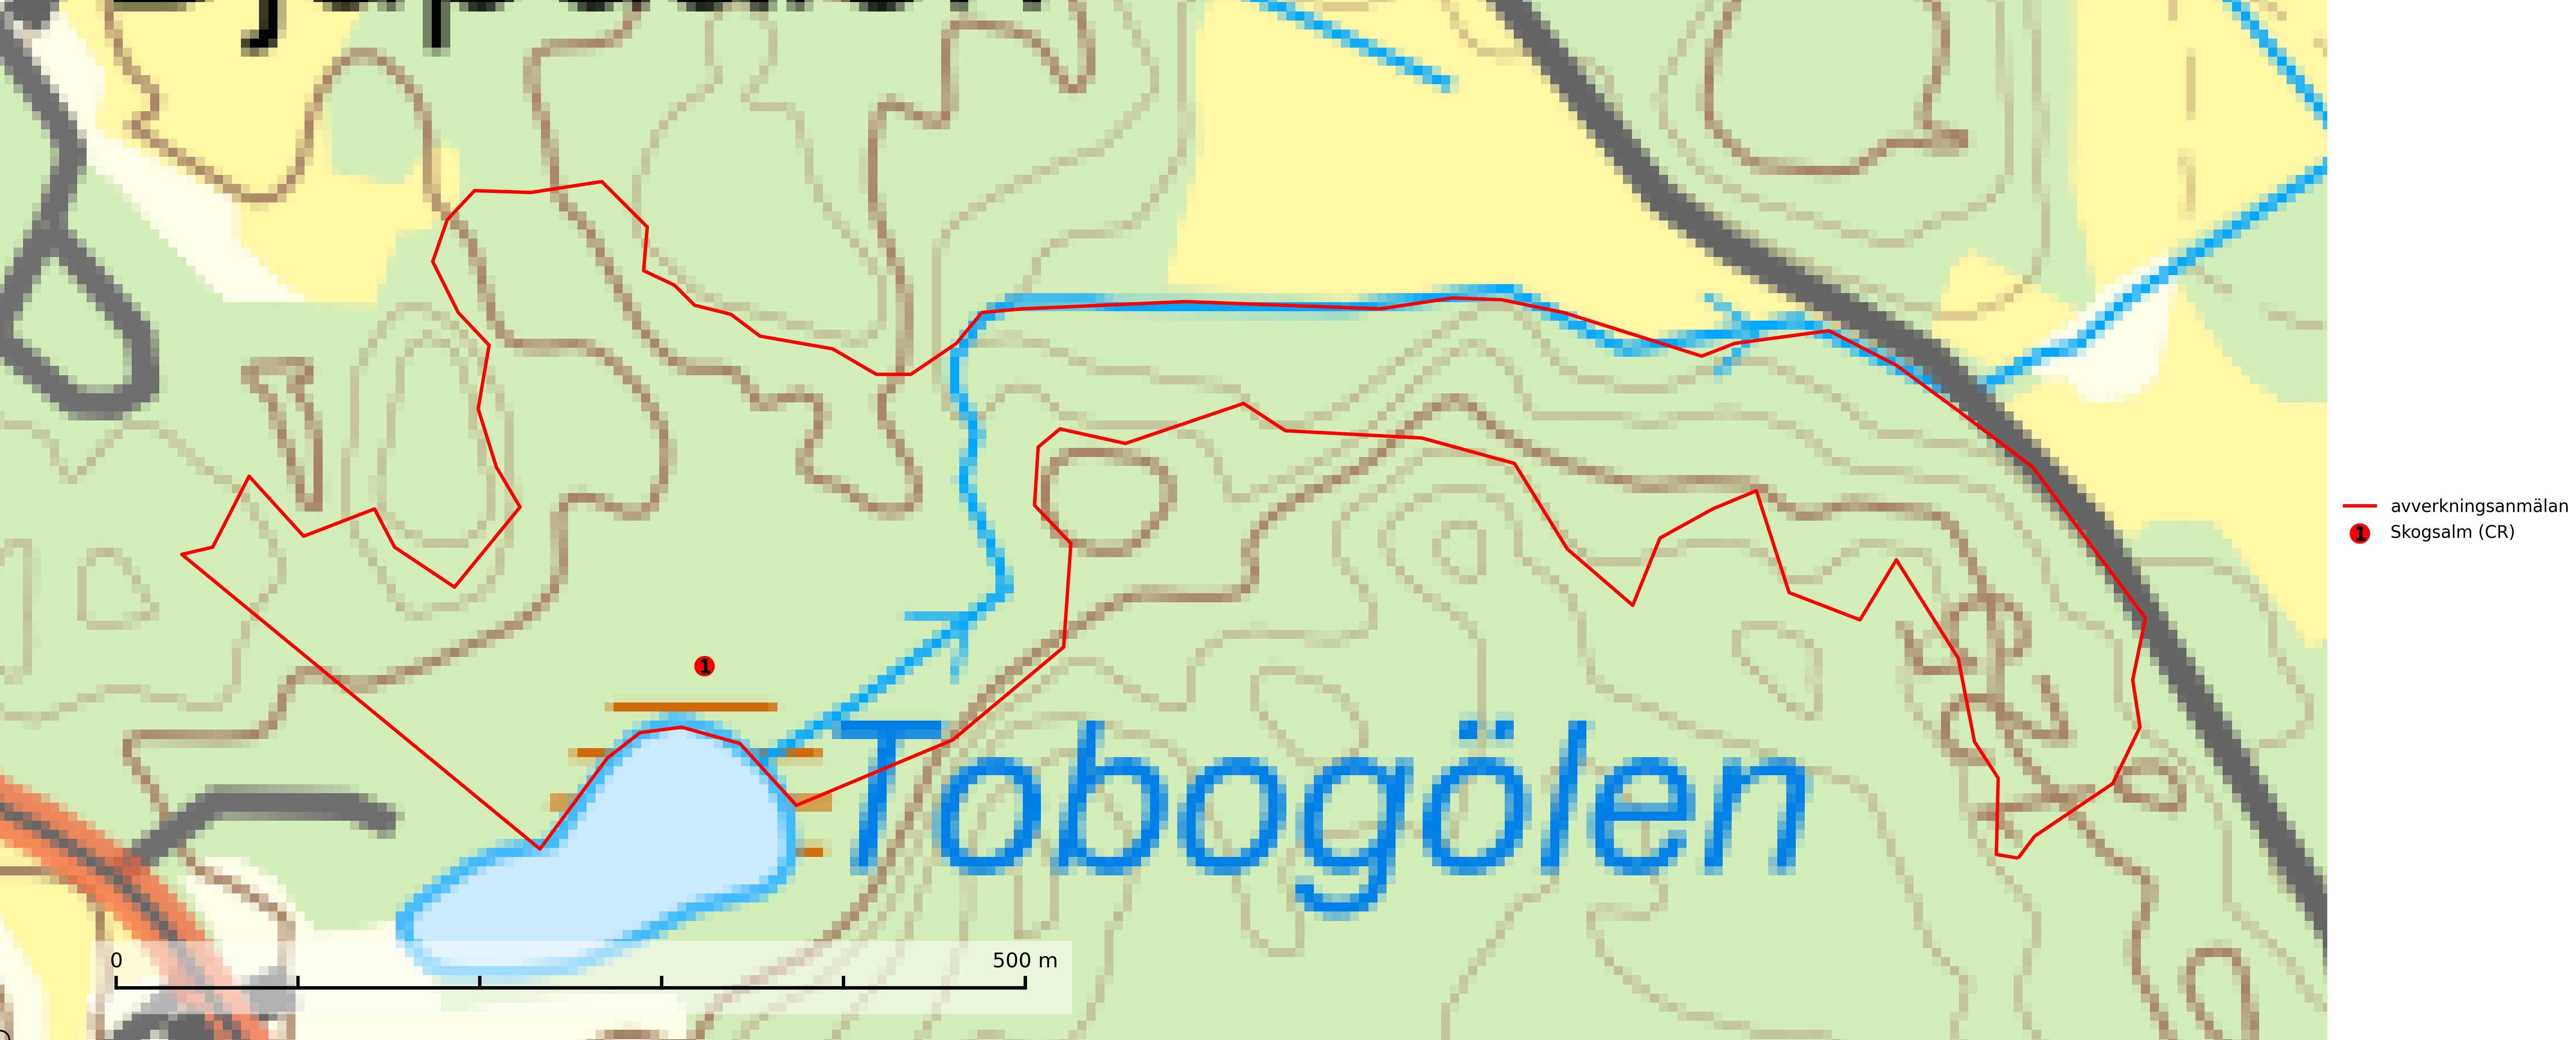 avverkningsanmälan
1 Skogsalm (CR)
1
Tobogölen
0 500 m